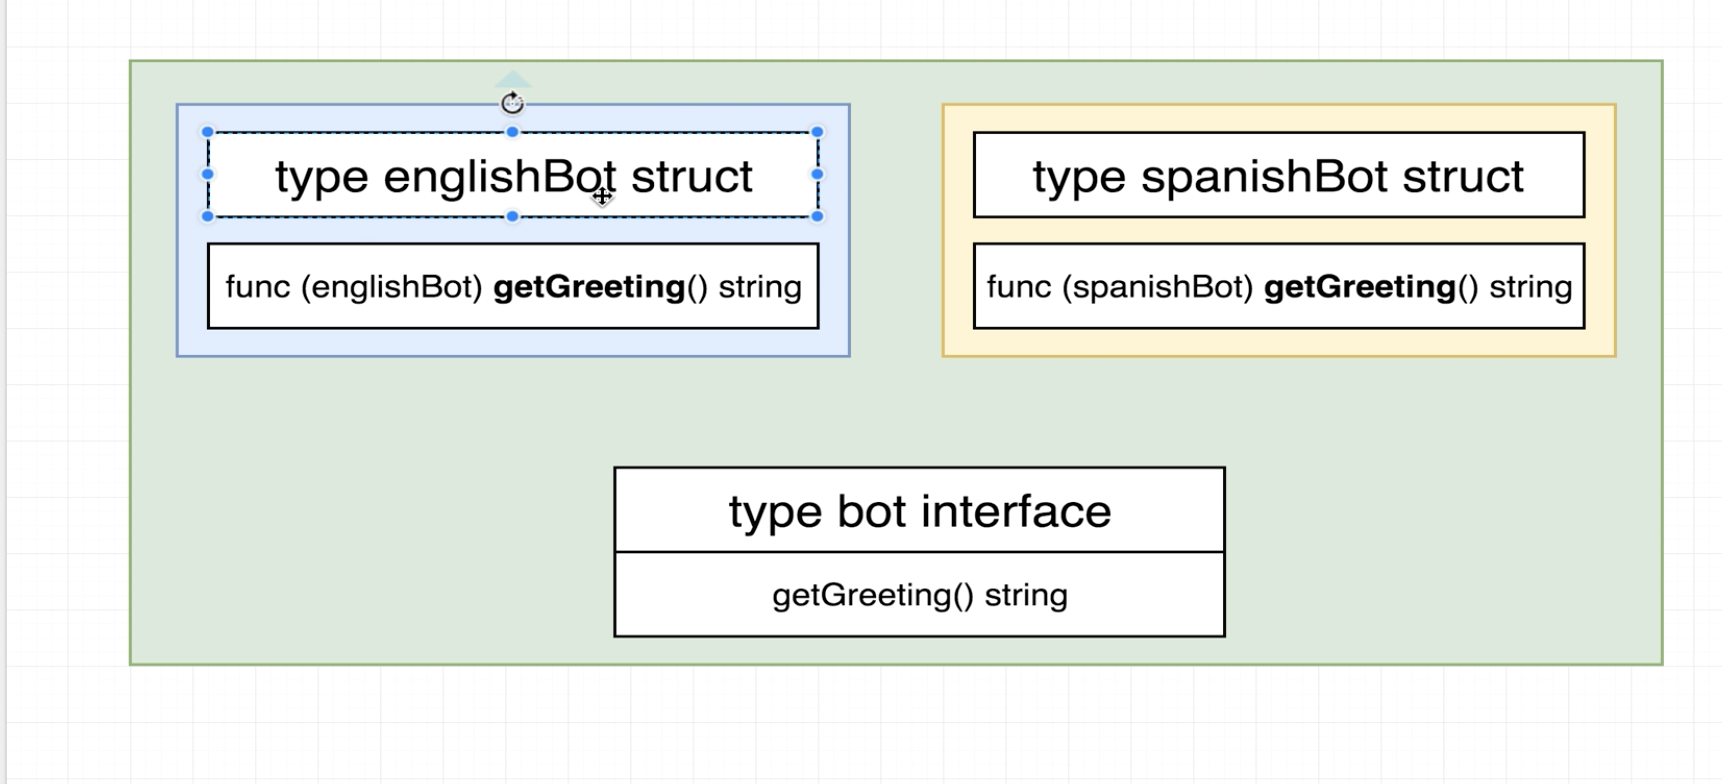 type englishBot struct
func (englishBot) getGreeting() string
type spanishBot struct
func (spanishBot) getGreeting() string
type bot interface
getGreeting() string